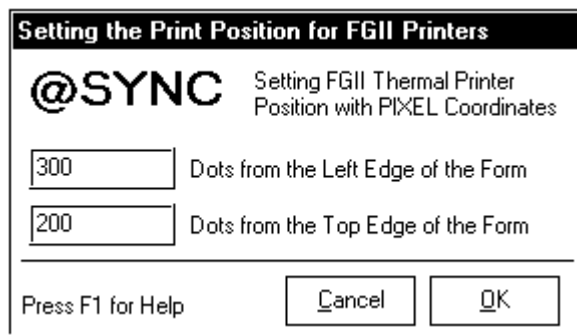 Setting the Print Position for FGII Printers
@SYNC
Setting FGII Thermal Printer
Position with PIXEL Coordinates
300 Dots from the Left Edge of the Form
200 Dots from the Top Edge of the Form
Press F1 for Help Cancel OK